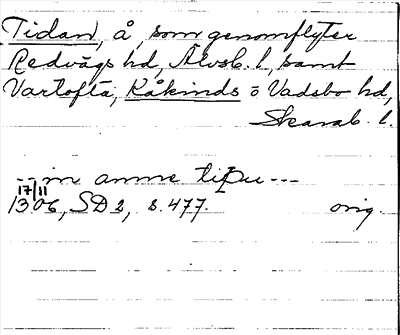 Tidan, å, som genomflyter
Redvägs hd, Älvsb. l., samt
Vartofta, Kåkinds o Vadsbo hd,
Skarab. l.
--- in amne tipu ---
17/11
1306, SD 2, s. 477. orig.